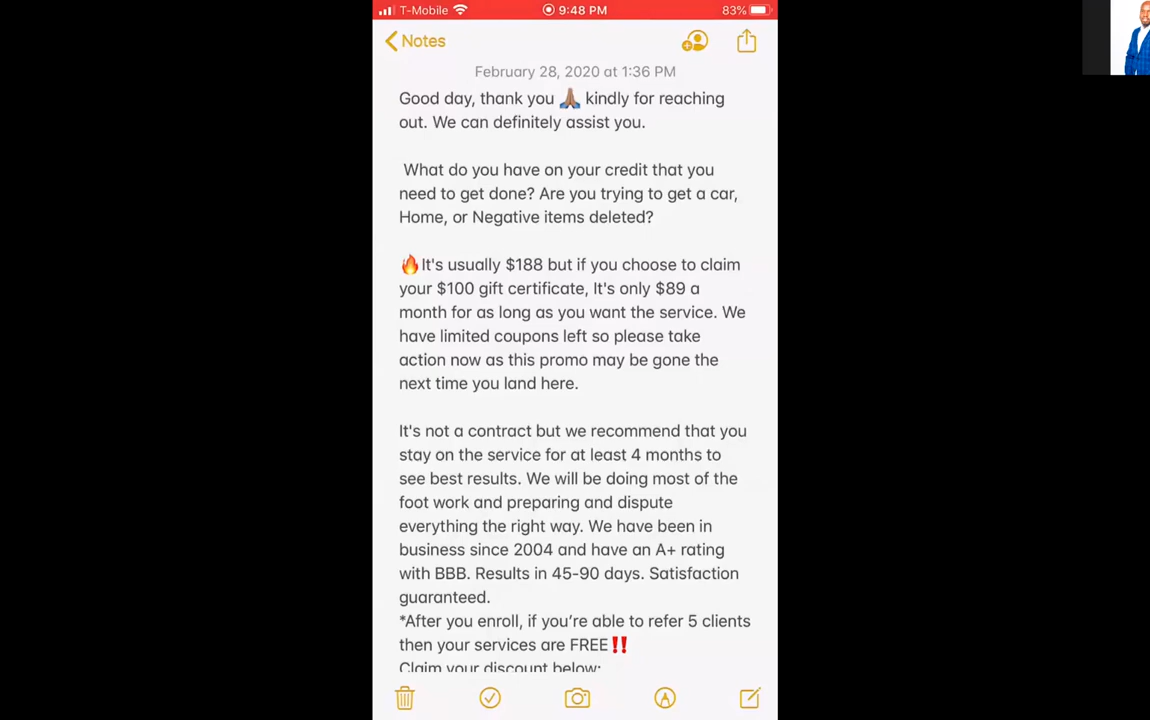 T-Mobile 9:48 PM 83%
Notes
February 28, 2020 at 1:36 PM
Good day, thank you 🙏🏽 kindly for reaching
out. We can definitely assist you.
What do you have on your credit that you
need to get done? Are you trying to get a car,
Home, or Negative items deleted?
🔥It's usually $188 but if you choose to claim
your $100 gift certificate, It's only $89 a
month for as long as you want the service. We
have limited coupons left so please take
action now as this promo may be gone the
next time you land here.
It's not a contract but we recommend that you
stay on the service for at least 4 months to
see best results. We will be doing most of the
foot work and preparing and dispute
everything the right way. We have been in
business since 2004 and have an A+ rating
with BBB. Results in 45-90 days. Satisfaction
guaranteed.
*After you enroll, if you’re able to refer 5 clients
then your services are FREE‼️
Claim your discount below: